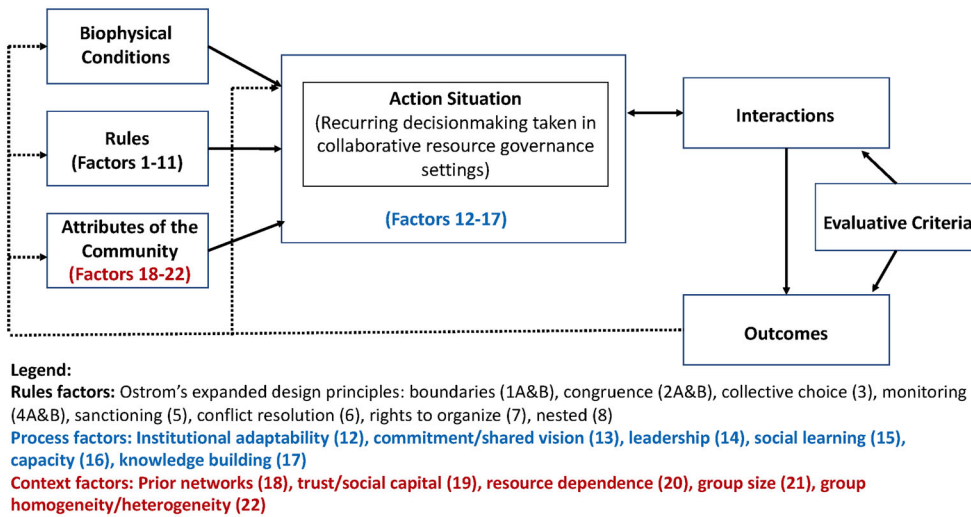 Biophysical
Conditions
Rules
(Factors 1-11)
Attributes of the
Community
(Factors 18-22)
Action Situation
(Recurring decisionmaking taken in
collaborative resource governance
settings)
(Factors 12-17)
Interactions
Evaluative Criteria
Outcomes
Legend:
Rules factors: Ostrom's expanded design principles: boundaries (1A&B), congruence (2A&B), collective choice (3), monitoring
(4A&B), sanctioning (5), conflict resolution (6), rights to organize (7), nested (8)
Process factors: Institutional adaptability (12), commitment/shared vision (13), leadership (14), social learning (15),
capacity (16), knowledge building (17)
Context factors: Prior networks (18), trust/social capital (19), resource dependence (20), group size (21), group
homogeneity/heterogeneity (22)